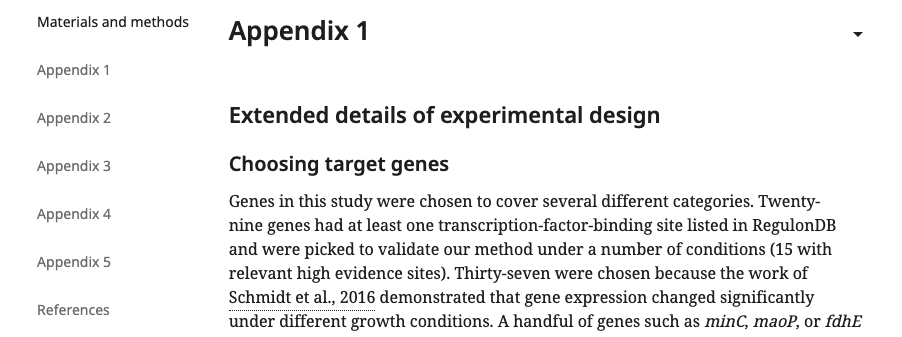 Materials and methods
Appendix 1
Appendix 2
Appendix 3
Appendix 4
Appendix 5
References
Appendix 1
Extended details of experimental design
Choosing target genes
Genes in this study were chosen to cover several different categories. Twenty-
nine genes had at least one transcription-factor-binding site listed in RegulonDB
and were picked to validate our method under a number of conditions (15 with
relevant high evidence sites). Thirty-seven were chosen because the work of
Schmidt et al., 2016 demonstrated that gene expression changed significantly
under different growth conditions. A handful of genes such as minC, maoP, or fdhE